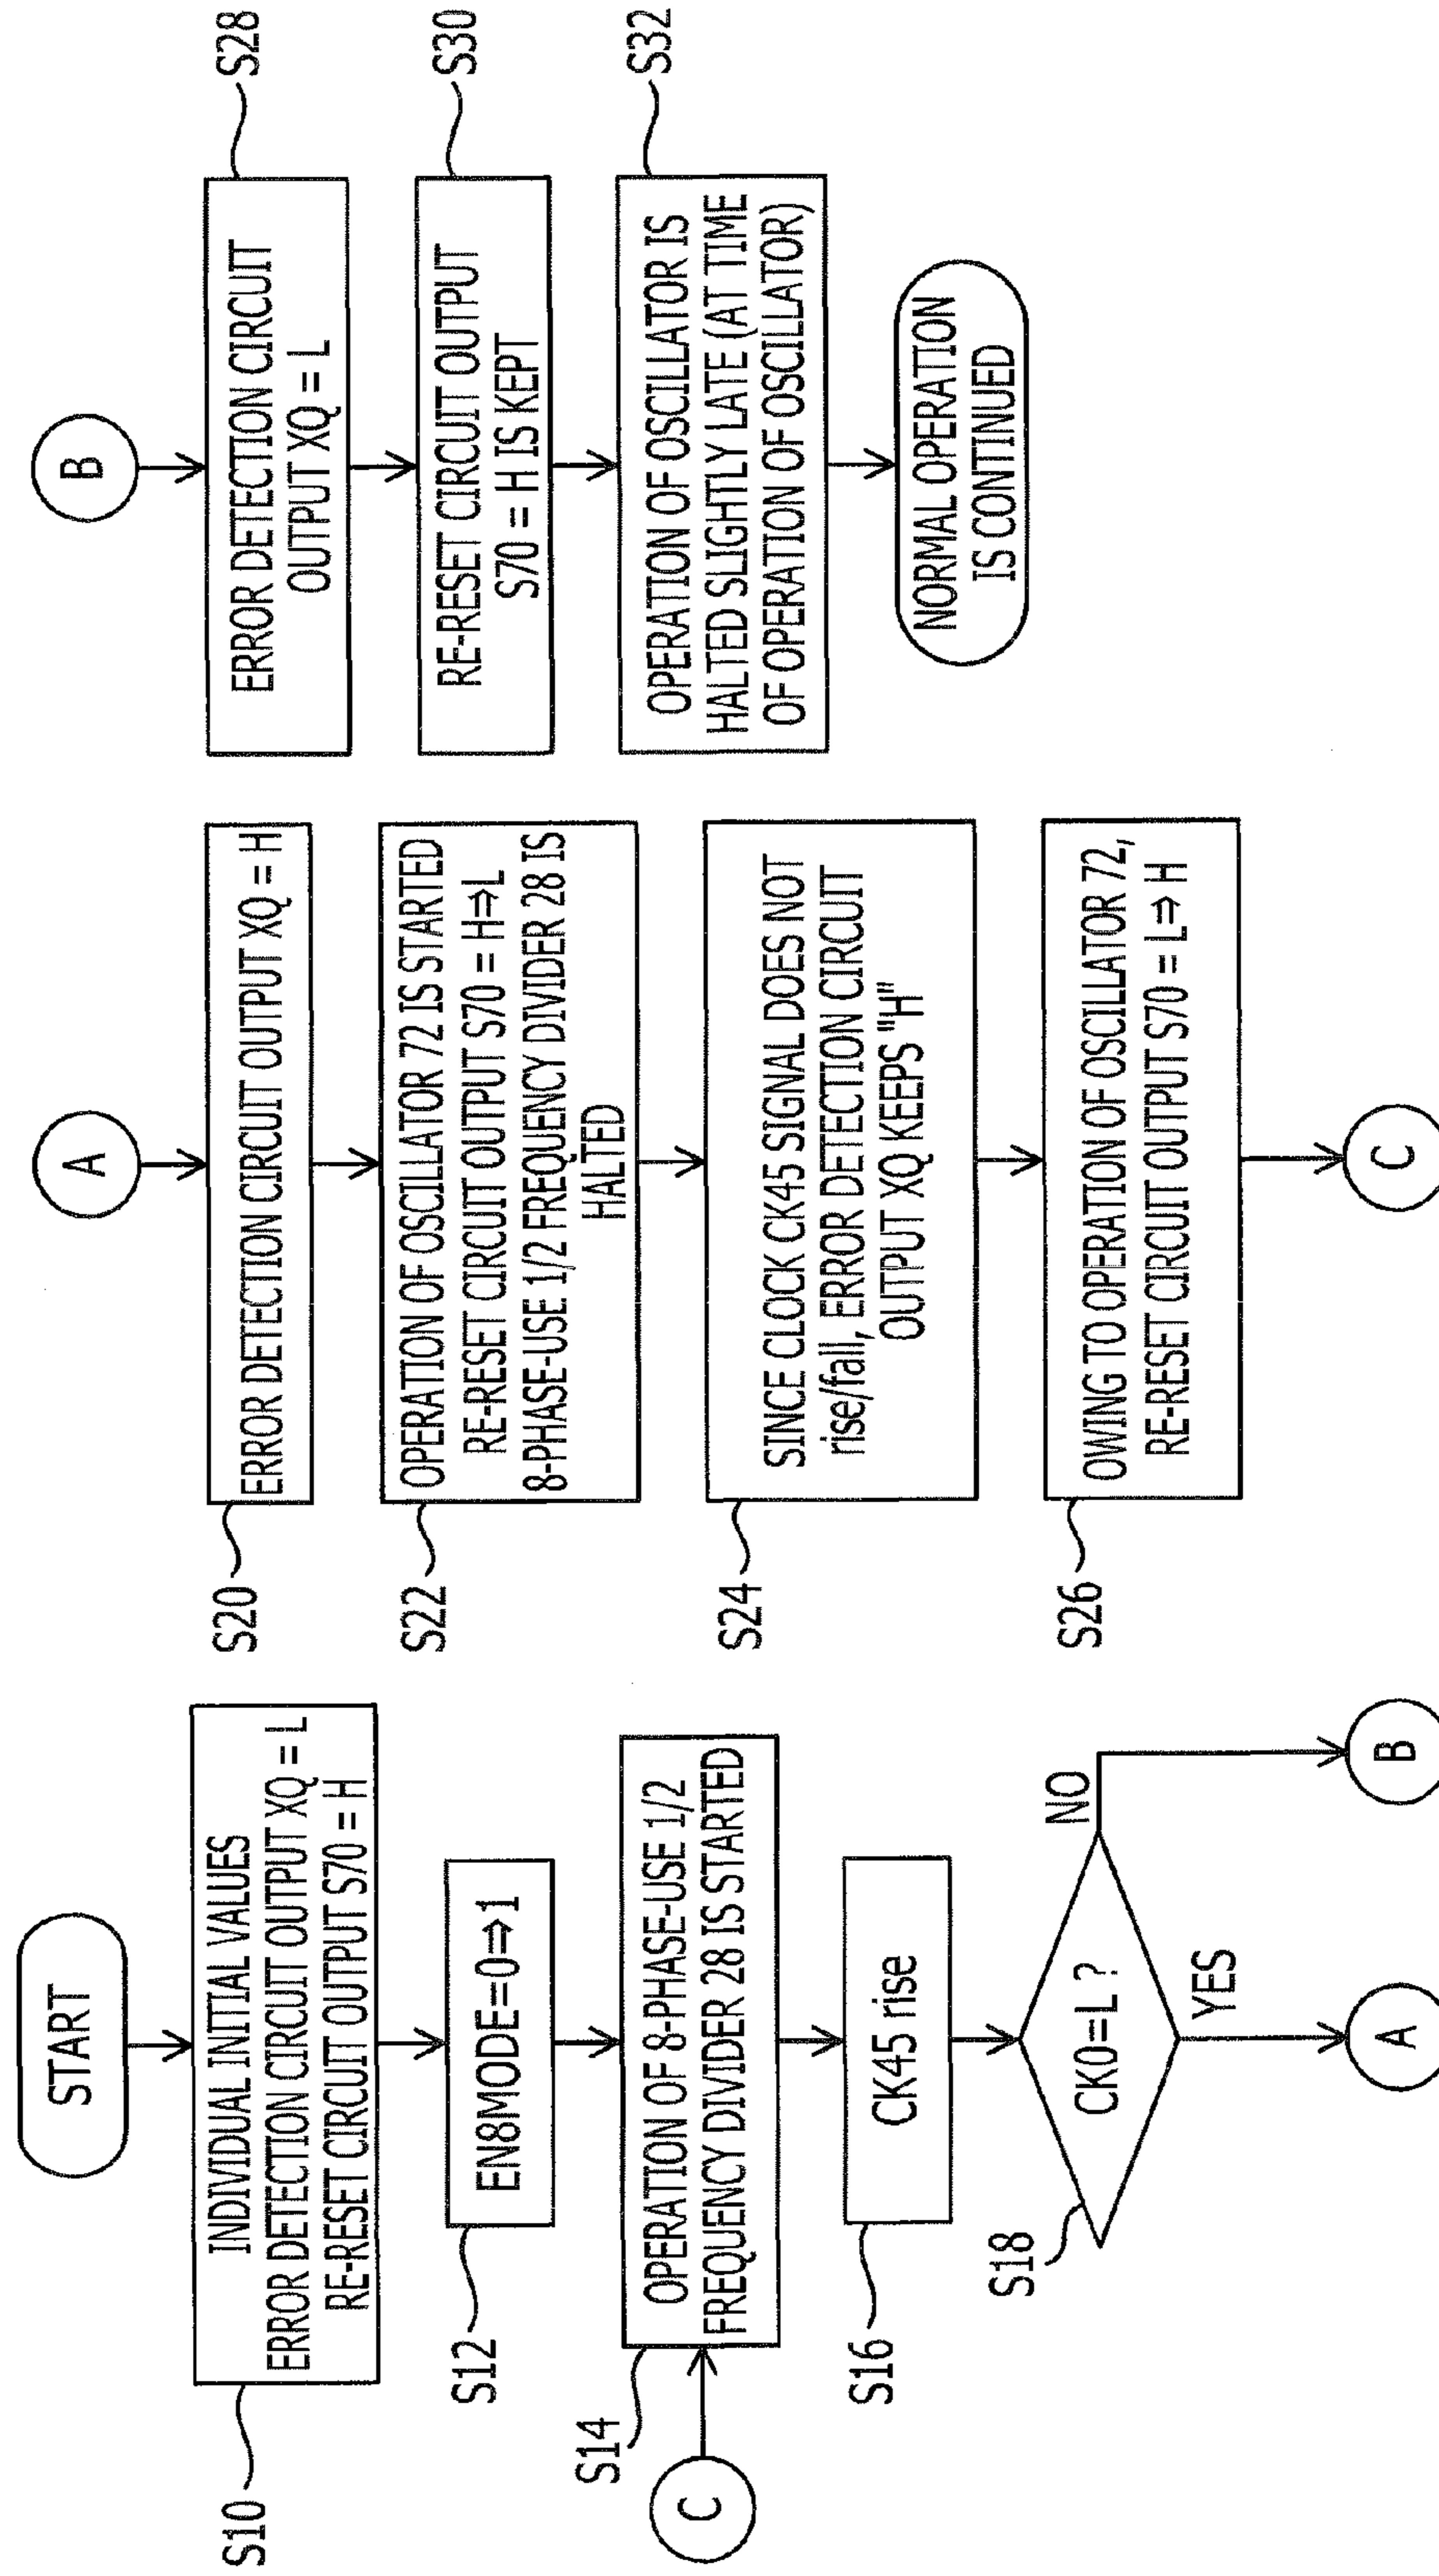 START
S10
INDIVIDUAL INITIAL VALUES
ERROR DETECTION CIRCUIT OUTPUT XQ = L
RE-RESET CIRCUIT OUTPUT S70 = H
S12
EN8MODE=0⇒1
C
S14
OPERATION OF 8-PHASE-USE 1/2
FREQUENCY DIVIDER 28 IS STARTED
S16
CK45 rise
S18
CK0=L ?
NO
YES
A
B
A
S20
ERROR DETECTION CIRCUIT OUTPUT XQ = H
S22
OPERATION OF OSCILLATOR 72 IS STARTED
RE-RESET CIRCUIT OUTPUT S70 = H⇒L
8-PHASE-USE 1/2 FREQUENCY DIVIDER 28 IS
HALTED
S24
SINCE CLOCK CK45 SIGNAL DOES NOT
rise/fall, ERROR DETECTION CIRCUIT
OUTPUT XQ KEEPS "H"
S26
OWING TO OPERATION OF OSCILLATOR 72,
RE-RESET CIRCUIT OUTPUT S70 = L⇒ H
C
B
S28
ERROR DETECTION CIRCUIT
OUTPUT XQ = L
S30
RE-RESET CIRCUIT OUTPUT
S70 = H IS KEPT
S32
OPERATION OF OSCILLATOR IS
HALTED SLIGHTLY LATE (AT TIME
OF OPERATION OF OSCILLATOR)
NORMAL OPERATION
IS CONTINUED